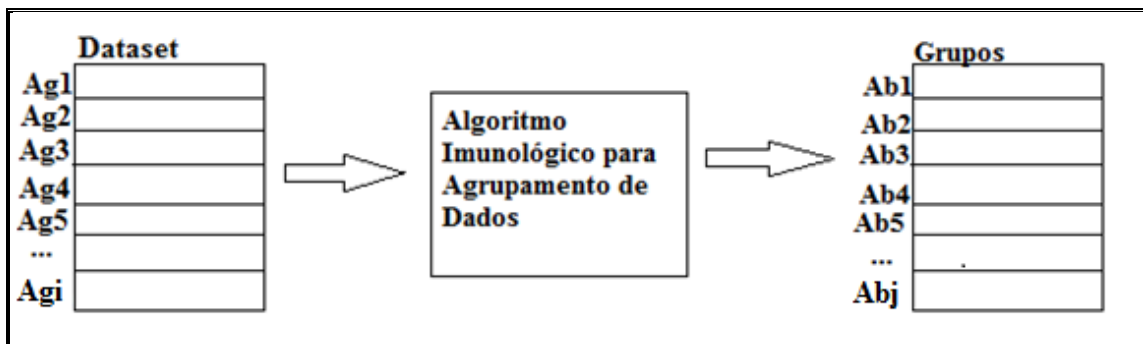 Dataset
Ag1
Ag2
Ag3
Ag4
Ag5
...
Agi
Algoritmo
Imunológico para
Agrupamento de
Dados
Grupos
Ab1
Ab2
Ab3
Ab4
Ab5
...
Abj